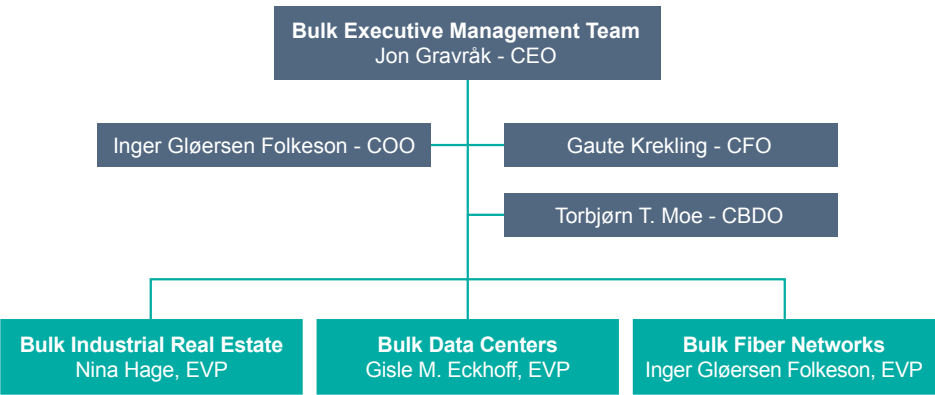 Bulk Executive Management Team
Jon Gravråk - CEO
Inger Gløersen Folkeson - COO
Gaute Krekling - CFO
Torbjørn T. Moe - CBDO
Bulk Industrial Real Estate
Nina Hage, EVP
Bulk Data Centers
Gisle M. Eckhoff, EVP
Bulk Fiber Networks
Inger Gløersen Folkeson, EVP